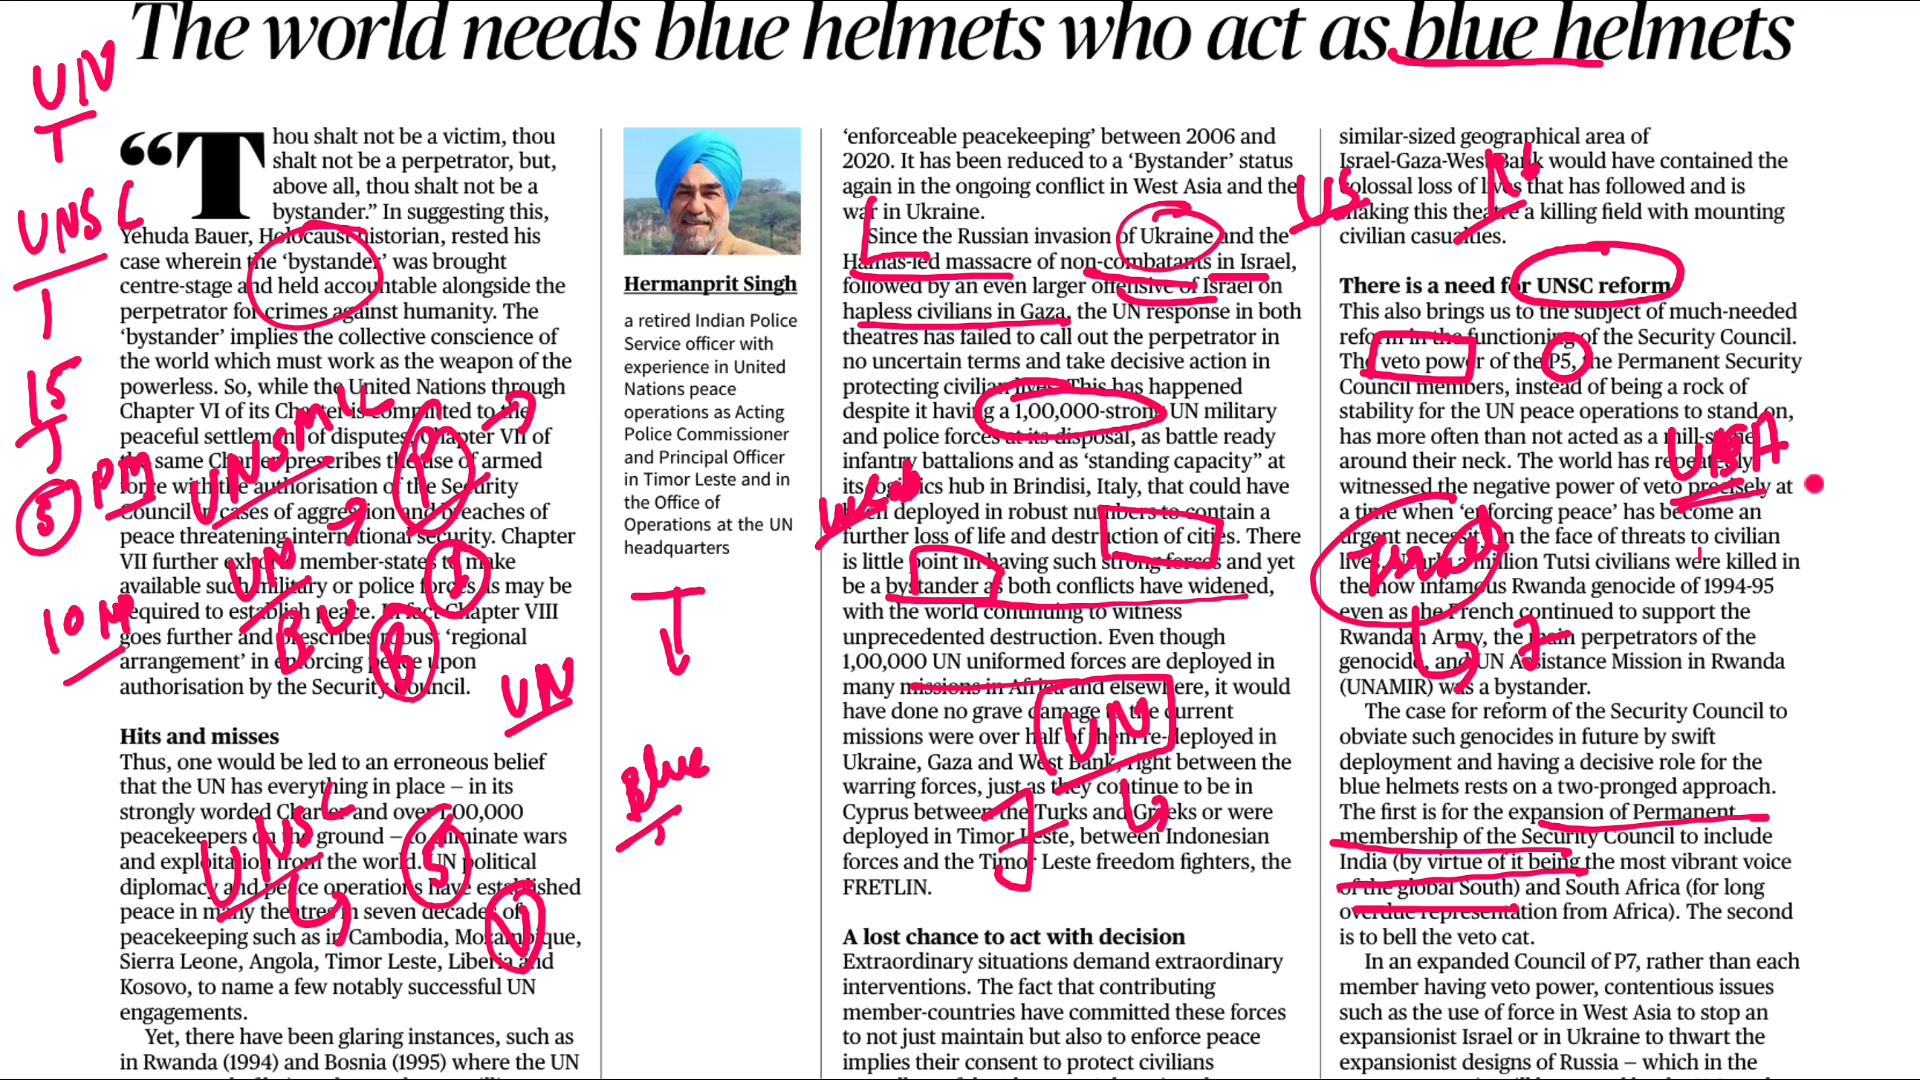 The world needs blue helmets who act as blue helmets
“Thou shalt not be a victim, thou
shalt not be a perpetrator, but,
above all, thou shalt not be a
bystander.” In suggesting this,
Yehuda Bauer, Holocaust historian, rested his
case wherein the ‘bystander’ was brought
centre-stage and held accountable alongside the
perpetrator for crimes against humanity. The
‘bystander’ implies the collective conscience of
the world which must work as the weapon of the
powerless. So, while the United Nations through
Chapter VI of its Charter is committed to the
peaceful settlement of disputes, Chapter VII of
the same Charter prescribes the use of armed
force with the authorisation of the Security
Council in cases of aggression and breaches of
peace threatening international security. Chapter
VII further exhorts member-states to make
available such military or police forces as may be
required to establish peace. In fact Chapter VIII
goes further and prescribes robust ‘regional
arrangement’ in enforcing peace upon
authorisation by the Security Council.
Hits and misses
Thus, one would be led to an erroneous belief
that the UN has everything in place – in its
strongly worded Charter and over 1,00,000
peacekeepers on the ground – to eliminate wars
and exploitation from the world. UN political
diplomacy and peace operations have established
peace in many theatres in seven decades of
peacekeeping such as in Cambodia, Mozambique,
Sierra Leone, Angola, Timor Leste, Liberia and
Kosovo, to name a few notably successful UN
engagements.
Yet, there have been glaring instances, such as
in Rwanda (1994) and Bosnia (1995) where the UN
Hermanprit Singh
a retired Indian Police
Service officer with
experience in United
Nations peace
operations as Acting
Police Commissioner
and Principal Officer
in Timor Leste and in
the Office of
Operations at the UN
headquarters
‘enforceable peacekeeping’ between 2006 and
2020. It has been reduced to a ‘Bystander’ status
again in the ongoing conflict in West Asia and the
war in Ukraine.
Since the Russian invasion of Ukraine and the
Hamas-led massacre of non-combatants in Israel,
followed by an even larger offensive of Israel on
hapless civilians in Gaza, the UN response in both
theatres has failed to call out the perpetrator in
no uncertain terms and take decisive action in
protecting civilian lives. This has happened
despite it having a 1,00,000-strong UN military
and police forces at its disposal, as battle ready
infantry battalions and as ‘standing capacity” at
its logistics hub in Brindisi, Italy, that could have
been deployed in robust numbers to contain a
further loss of life and destruction of cities. There
is little point in having such strong forces and yet
be a bystander as both conflicts have widened,
with the world continuing to witness
unprecedented destruction. Even though
1,00,000 UN uniformed forces are deployed in
many missions in Africa and elsewhere, it would
have done no grave damage to the current
missions were over half of them re-deployed in
Ukraine, Gaza and West Bank, right between the
warring forces, just as they continue to be in
Cyprus between the Turks and Greeks or were
deployed in Timor Leste, between Indonesian
forces and the Timor Leste freedom fighters, the
FRETLIN.
A lost chance to act with decision
Extraordinary situations demand extraordinary
interventions. The fact that contributing
member-countries have committed these forces
to not just maintain but also to enforce peace
implies their consent to protect civilians
similar-sized geographical area of
Israel-Gaza-West Bank would have contained the
colossal loss of lives that has followed and is
making this theatre a killing field with mounting
civilian casualties.
There is a need for UNSC reform
This also brings us to the subject of much-needed
reform in the functioning of the Security Council.
The veto power of the P5, the Permanent Security
Council members, instead of being a rock of
stability for the UN peace operations to stand on,
has more often than not acted as a mill-stone
around their neck. The world has repeatedly
witnessed the negative power of veto precisely at
a time when ‘enforcing peace’ has become an
urgent necessity in the face of threats to civilian
lives. Nearly a million Tutsi civilians were killed in
the now infamous Rwanda genocide of 1994-95
even as the French continued to support the
Rwandan Army, the main perpetrators of the
genocide, and UN Assistance Mission in Rwanda
(UNAMIR) was a bystander.
The case for reform of the Security Council to
obviate such genocides in future by swift
deployment and having a decisive role for the
blue helmets rests on a two-pronged approach.
The first is for the expansion of Permanent
membership of the Security Council to include
India (by virtue of it being the most vibrant voice
of the global South) and South Africa (for long
overdue representation from Africa). The second
is to bell the veto cat.
In an expanded Council of P7, rather than each
member having veto power, contentious issues
such as the use of force in West Asia to stop an
expansionist Israel or in Ukraine to thwart the
expansionist designs of Russia – which in the
UN
UNSC
15
5 PM
10
UN
UNSC
5
V
UN
Blue
UN
US
USA
Israel